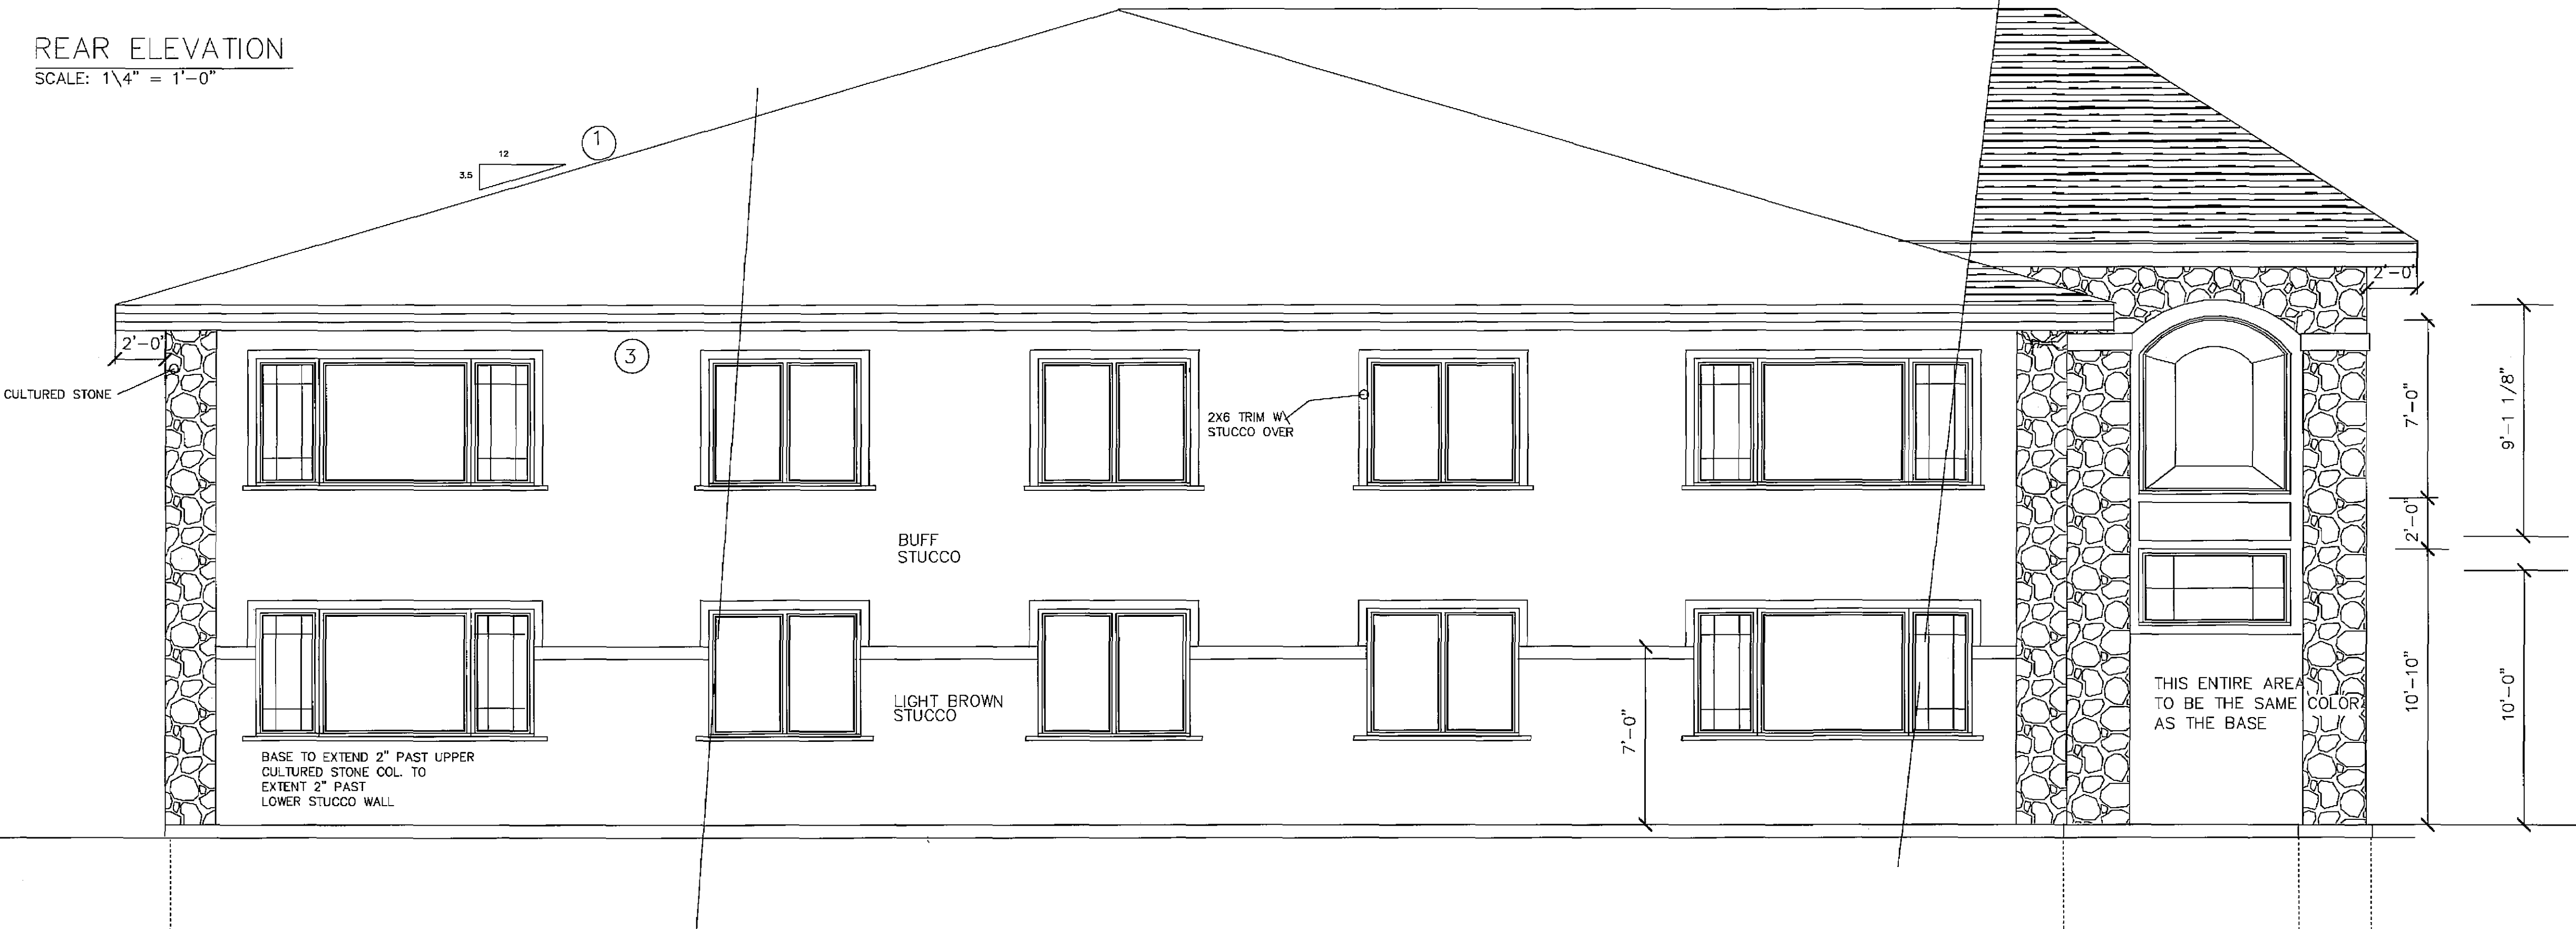 REAR ELEVATION
SCALE: 1\4" = 1'-0"
1
12
3.5
2'-0"
2'-0"
3
CULTURED STONE
2X6 TRIM W\
STUCCO OVER
7'-0"
9'-1 1/8"
2'-0"
BUFF
STUCCO
LIGHT BROWN
STUCCO
7'-0"
THIS ENTIRE AREA
TO BE THE SAME COLOR
AS THE BASE
10'-10"
10'-0"
BASE TO EXTEND 2" PAST UPPER
CULTURED STONE COL. TO
EXTENT 2" PAST
LOWER STUCCO WALL